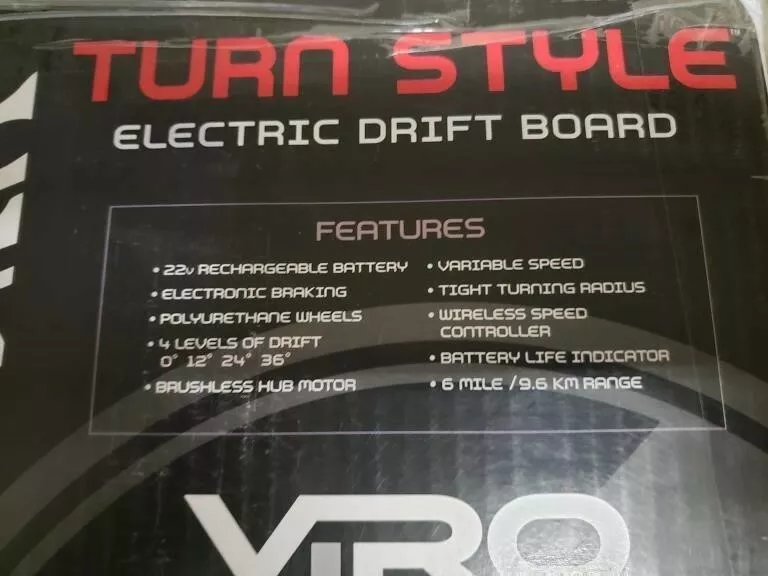 TURN STYLE™
ELECTRIC DRIFT BOARD
FEATURES
• 22v RECHARGEABLE BATTERY
• ELECTRONIC BRAKING
• POLYURETHANE WHEELS
• 4 LEVELS OF DRIFT
0° 12° 24° 36°
• BRUSHLESS HUB MOTOR
• VARIABLE SPEED
• TIGHT TURNING RADIUS
• WIRELESS SPEED
CONTROLLER
• BATTERY LIFE INDICATOR
• 6 MILE / 9.6 KM RANGE
VIRO